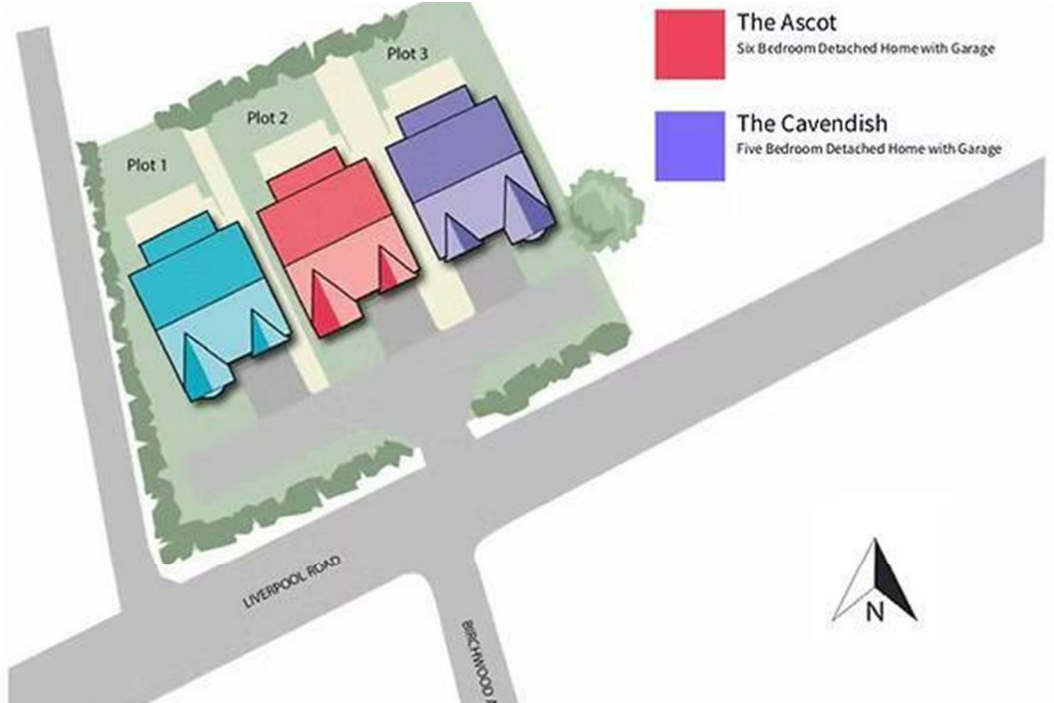 The Ascot
Six Bedroom Detached Home with Garage
The Cavendish
Five Bedroom Detached Home with Garage
Plot 3
Plot 2
Plot 1
LIVERPOOL ROAD
BIRCHWOOD A
N